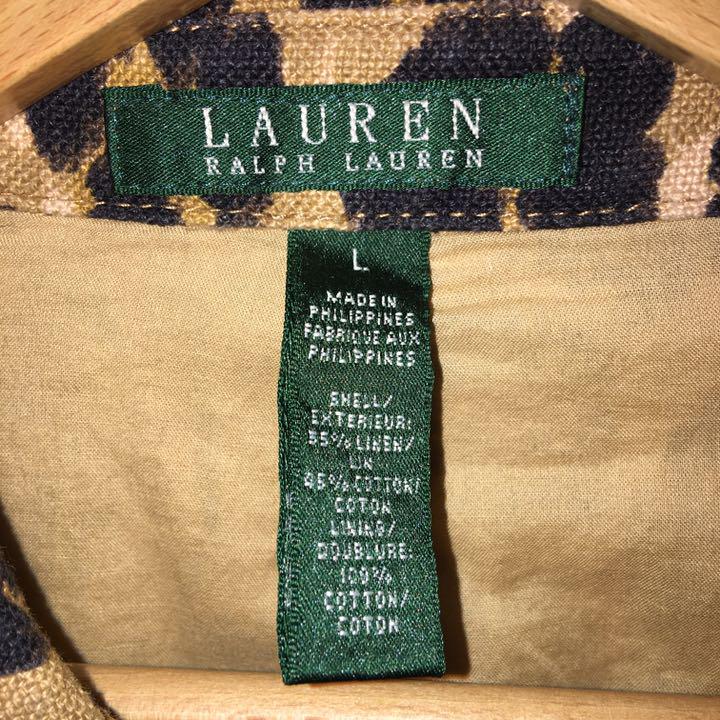 LAUREN
RALPH LAUREN
L
MADE IN
PHILIPPINES
FABRIQUE AUX
PHILIPPINES
SHELL/
EXTERIEUR:
55% LINEN/
LIN
45% COTTON/
COTON
LINING/
DOUBLURE:
100%
COTTON/
COTON